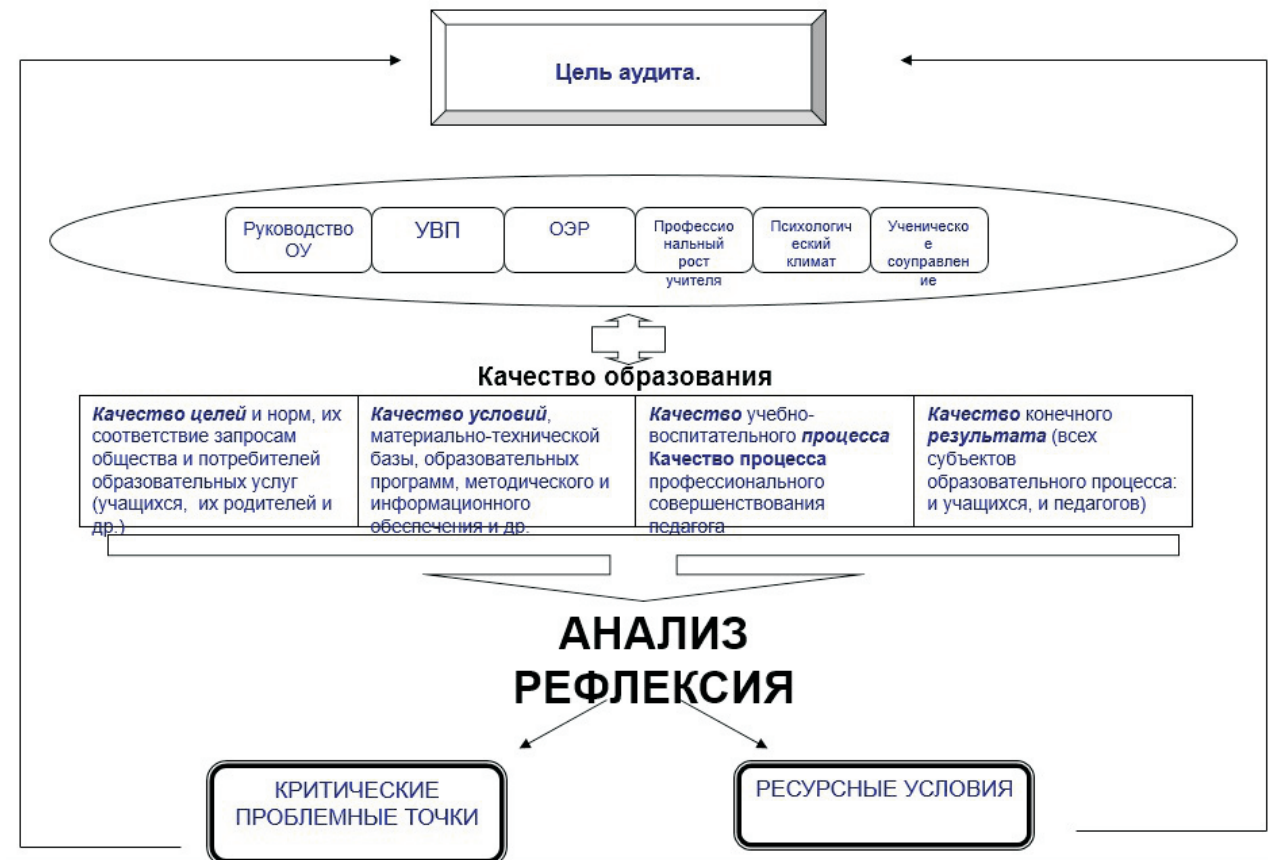 Цель аудита.
Руководство
ОУ
УВП
ОЭР
Профессио
нальный
рост
учителя
Психологич
еский
климат
Ученическо
е
соуправлен
ие
Качество образования
Качество целей и норм, их
соответствие запросам
общества и потребителей
образовательных услуг
(учащихся, их родителей и
др.)
Качество условий,
материально-технической
базы, образовательных
программ, методического и
информационного
обеспечения и др.
Качество учебно-
воспитательного процесса
Качество процесса
профессионального
совершенствования
педагога
Качество конечного
результата (всех
субъектов
образовательного процесса:
и учащихся, и педагогов)
АНАЛИЗ
РЕФЛЕКСИЯ
КРИТИЧЕСКИЕ
ПРОБЛЕМНЫЕ ТОЧКИ
РЕСУРСНЫЕ УСЛОВИЯ